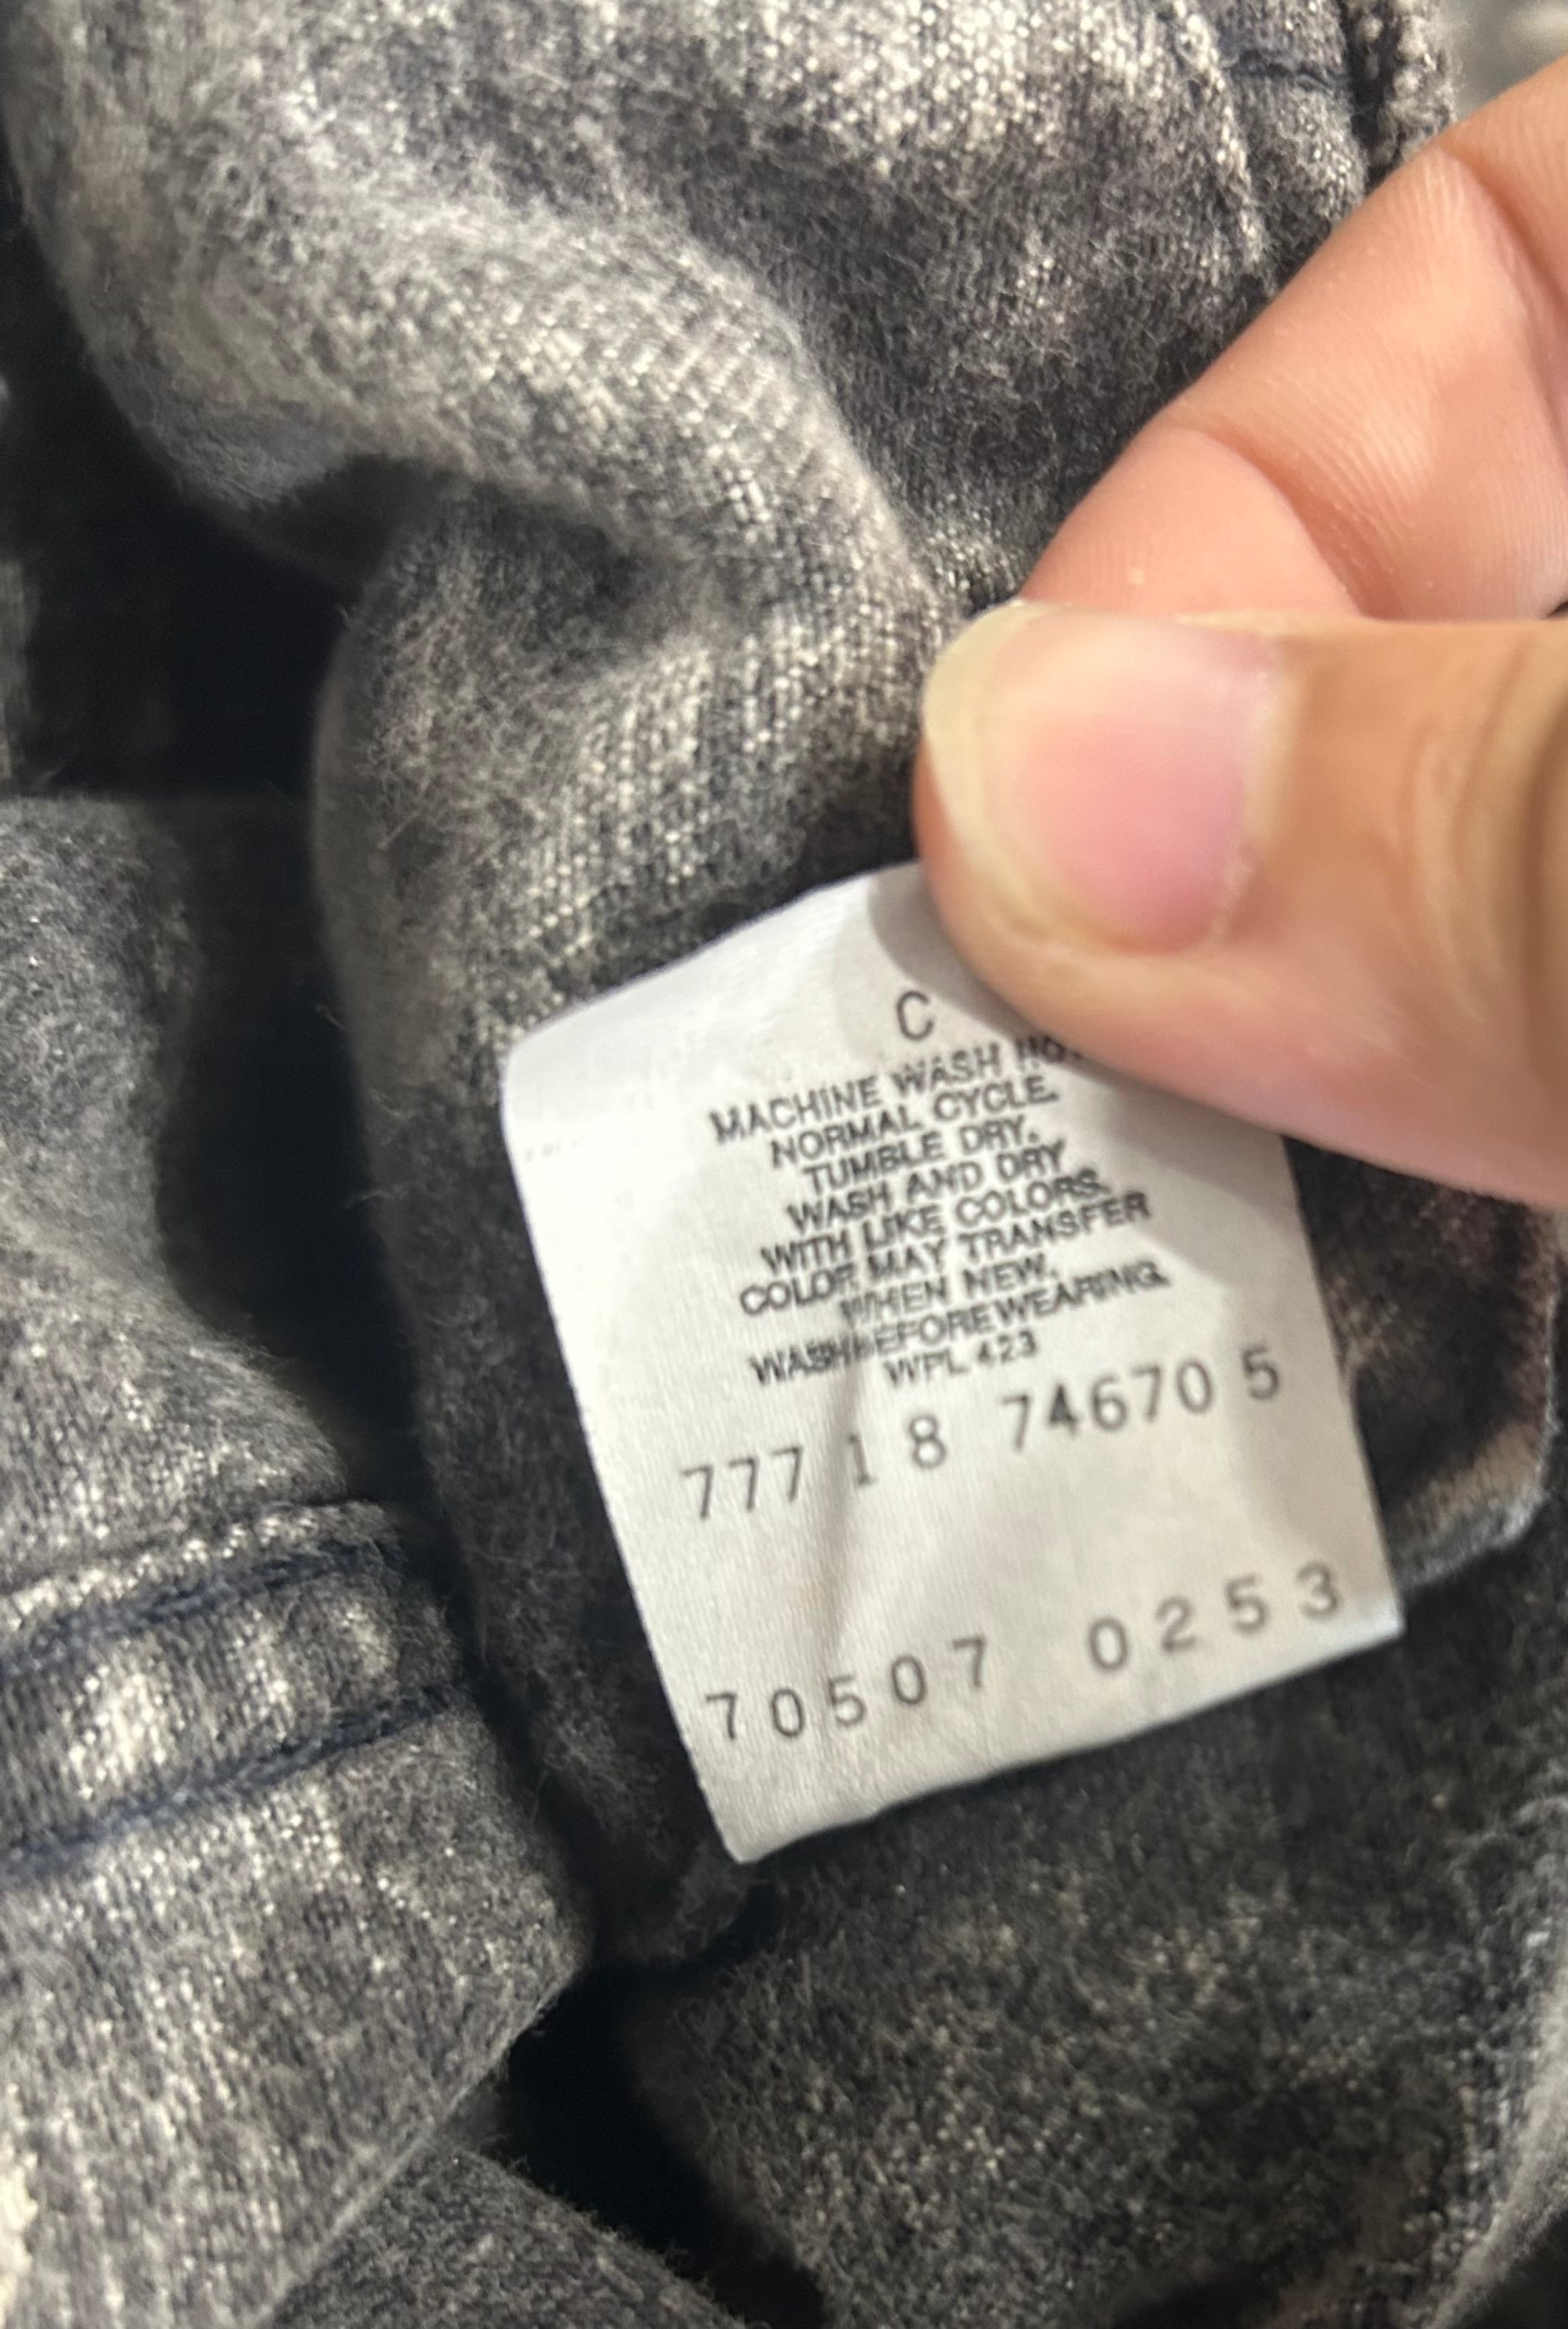 C
MACHINE WASH
NORMAL CYCLE.
TUMBLE DRY.
WASH AND DRY
WITH LIKE COLORS.
COLOR MAY TRANSFER
WHEN NEW.
WASH BEFORE WEARING.
WPL 423
777 1 8 74670 5
70507 0253